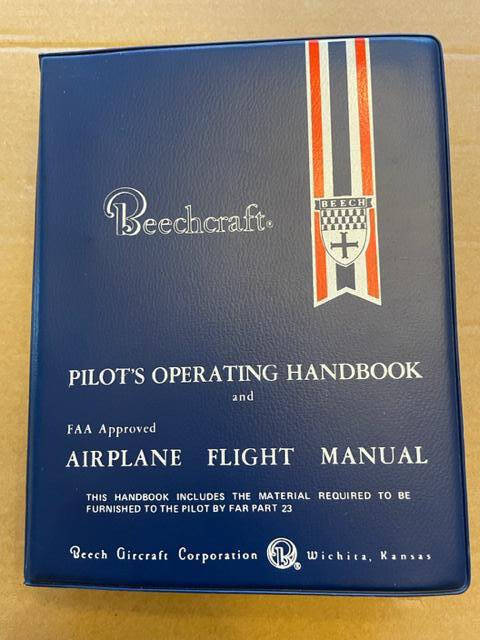 BEECH
Beechcraft®
PILOT'S OPERATING HANDBOOK
and
FAA Approved
AIRPLANE FLIGHT MANUAL
THIS HANDBOOK INCLUDES THE MATERIAL REQUIRED TO BE
FURNISHED TO THE PILOT BY FAR PART 23
Beech Aircraft Corporation B® Wichita, Kansas